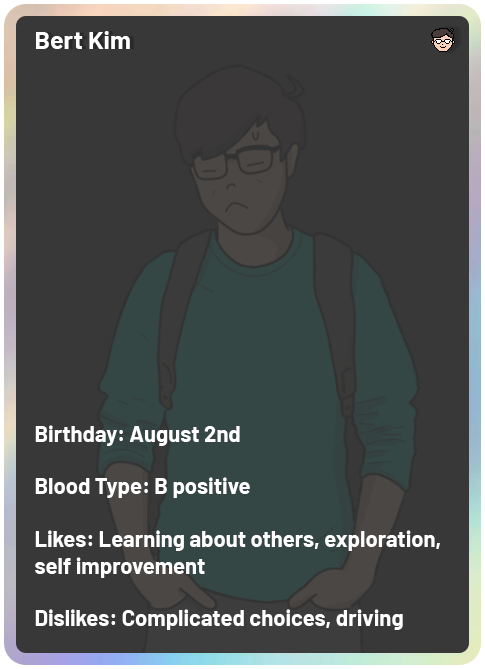 Bert Kim
Birthday: August 2nd
Blood Type: B positive
Likes: Learning about others, exploration,
self improvement
Dislikes: Complicated choices, driving